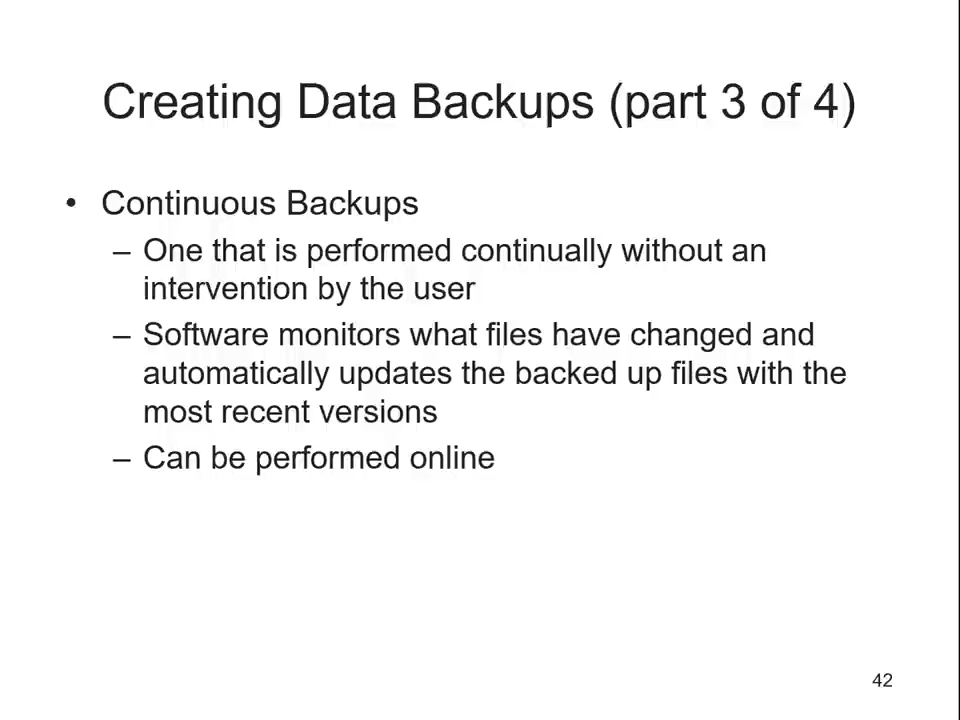 Creating Data Backups (part 3 of 4)
• Continuous Backups
– One that is performed continually without an
intervention by the user
– Software monitors what files have changed and
automatically updates the backed up files with the
most recent versions
– Can be performed online
42